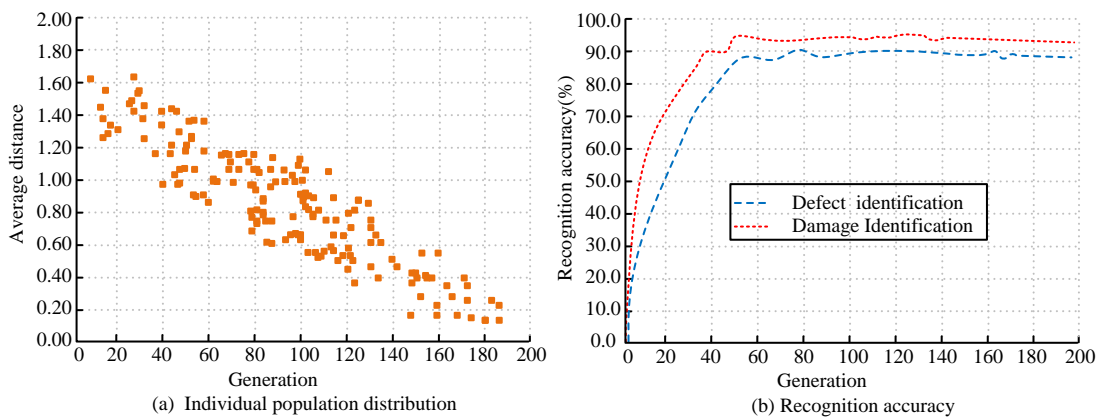 2.00
1.80
1.60
1.40
1.20
1.00
0.80
0.60
0.40
0.20
0.00
Average distance
0 20 40 60 80 100 120 140 160 180 200
Generation
(a) Individual population distribution
100.0
90.0
80.0
70.0
60.0
50.0
40.0
30.0
20.0
10.0
0.0
Recognition accuracy(%)
Defect identification
Damage Identification
0 20 40 60 80 100 120 140 160 180 200
Generation
(b) Recognition accuracy